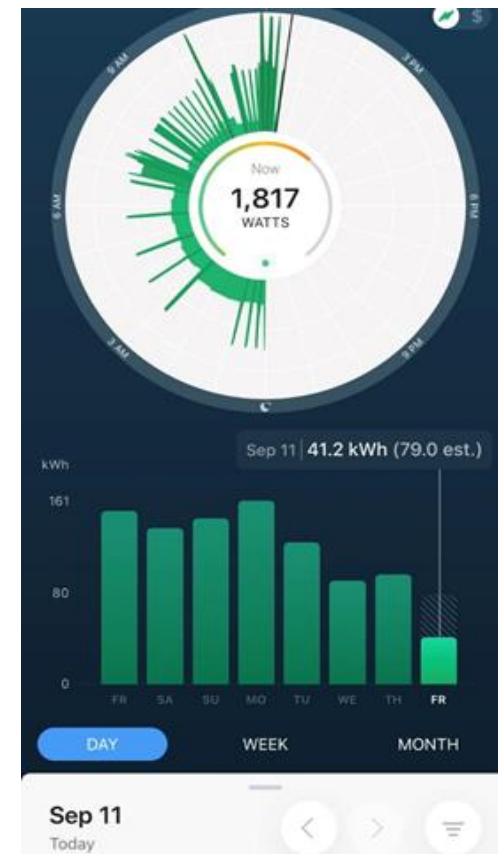 $
9 AM
3 PM
Now
1,817
WATTS
6 AM
6 PM
3 AM
9 PM
Sep 11 | 41.2 kWh (79.0 est.)
kWh
161
80
0
FR SA SU MO TU WE TH FR
DAY WEEK MONTH
Sep 11
Today